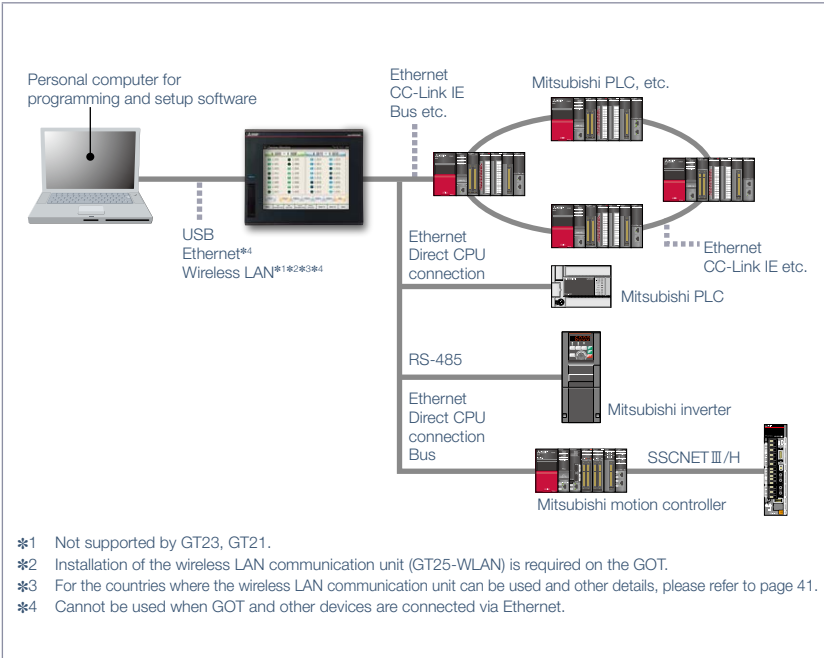 Personal computer for
programming and setup software
Ethernet
CC-Link IE
Bus etc.
Mitsubishi PLC, etc.
USB
Ethernet*4
Wireless LAN*1*2*3*4
Ethernet
Direct CPU
connection
Ethernet
CC-Link IE etc.
Mitsubishi PLC
RS-485
Mitsubishi inverter
Ethernet
Direct CPU
connection
Bus
SSCNETⅢ/H
Mitsubishi motion controller
*1 Not supported by GT23, GT21.
*2 Installation of the wireless LAN communication unit (GT25-WLAN) is required on the GOT.
*3 For the countries where the wireless LAN communication unit can be used and other details, please refer to page 41.
*4 Cannot be used when GOT and other devices are connected via Ethernet.